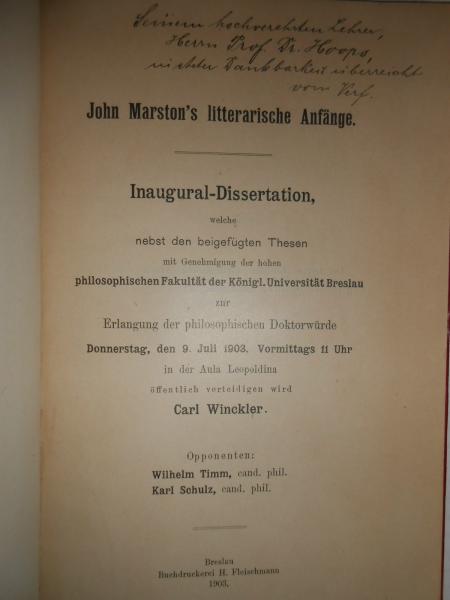 Seinem hochverehrten Lehrer,
Herrn Prof. Dr. Hoops,
in steter Dankbarkeit überreicht
vom Verf.
John Marston's litterarische Anfänge.
Inaugural-Dissertation,
welche
nebst den beigefügten Thesen
mit Genehmigung der hohen
philosophischen Fakultät der Königl. Universität Breslau
zur
Erlangung der philosophischen Doktorwürde
Donnerstag, den 9. Juli 1903. Vormittags 11 Uhr
in der Aula Leopoldina
öffentlich verteidigen wird
Carl Winckler.
Opponenten:
Wilhelm Timm, cand. phil.
Karl Schulz, cand. phil.
Breslau
Buchdruckerei H. Fleischmann
1903.